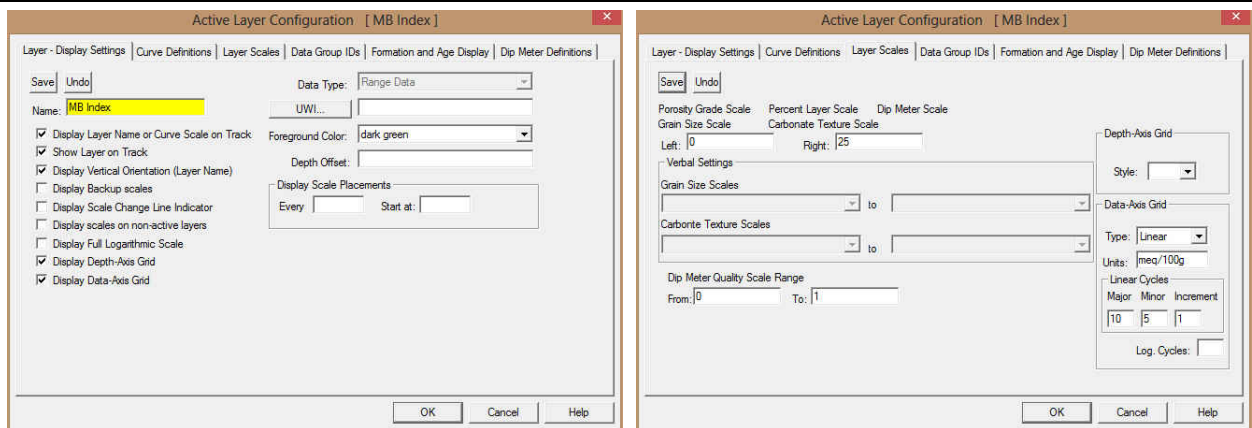 Active Layer Configuration [ MB Index ]
Layer - Display Settings Curve Definitions Layer Scales Data Group IDs Formation and Age Display Dip Meter Definitions
Save Undo
Data Type: Range Data
Name: MB Index
UWI...
Display Layer Name or Curve Scale on Track
Foreground Color: dark green
Show Layer on Track
Depth Offset:
Display Vertical Orientation (Layer Name)
Display Backup scales
Display Scale Placements
Display Scale Change Line Indicator
Every Start at:
Display scales on non-active layers
Display Full Logarithmic Scale
Display Depth-Axis Grid
Display Data-Axis Grid
OK Cancel Help
Active Layer Configuration [ MB Index ]
Layer - Display Settings Curve Definitions Layer Scales Data Group IDs Formation and Age Display Dip Meter Definitions
Save Undo
Porosity Grade Scale Percent Layer Scale Dip Meter Scale
Grain Size Scale Carbonate Texture Scale
Left: 0 Right: 25
Verbal Settings
Grain Size Scales
to
Carbonte Texture Scales
to
Dip Meter Quality Scale Range
From: 0 To: 1
Depth-Axis Grid
Style:
Data-Axis Grid
Type: Linear
Units: meq/100g
Linear Cycles
Major Minor Increment
10 5 1
Log. Cycles:
OK Cancel Help